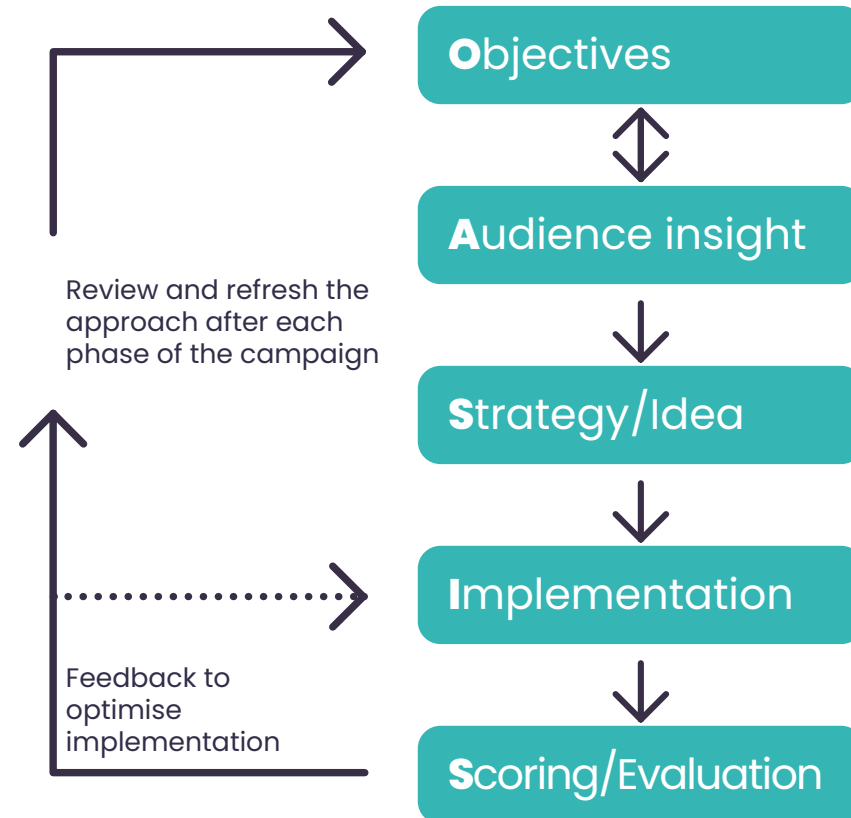 Objectives
Audience insight
Review and refresh the
approach after each
phase of the campaign
Strategy/Idea
Implementation
Feedback to
optimise
implementation
Scoring/Evaluation